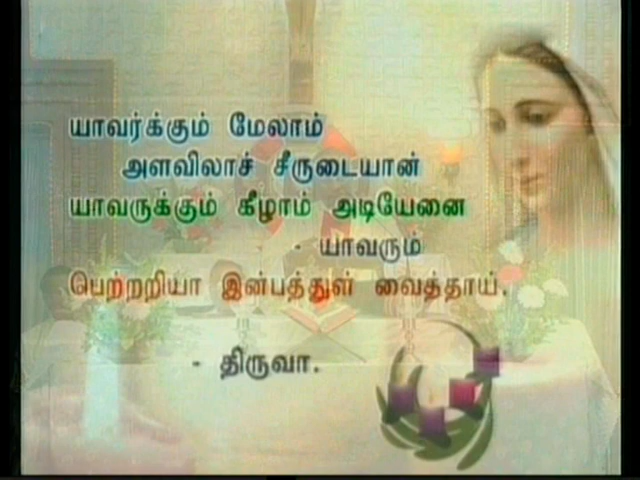 யாவர்க்கும் மேலாம்
அளவிலாச் சீருடையான்
யாவருக்கும் கீழாம் அடியேனை
- யாவரும்
பெற்றறியா இன்பத்துள் வைத்தாய்.
- திருவா.